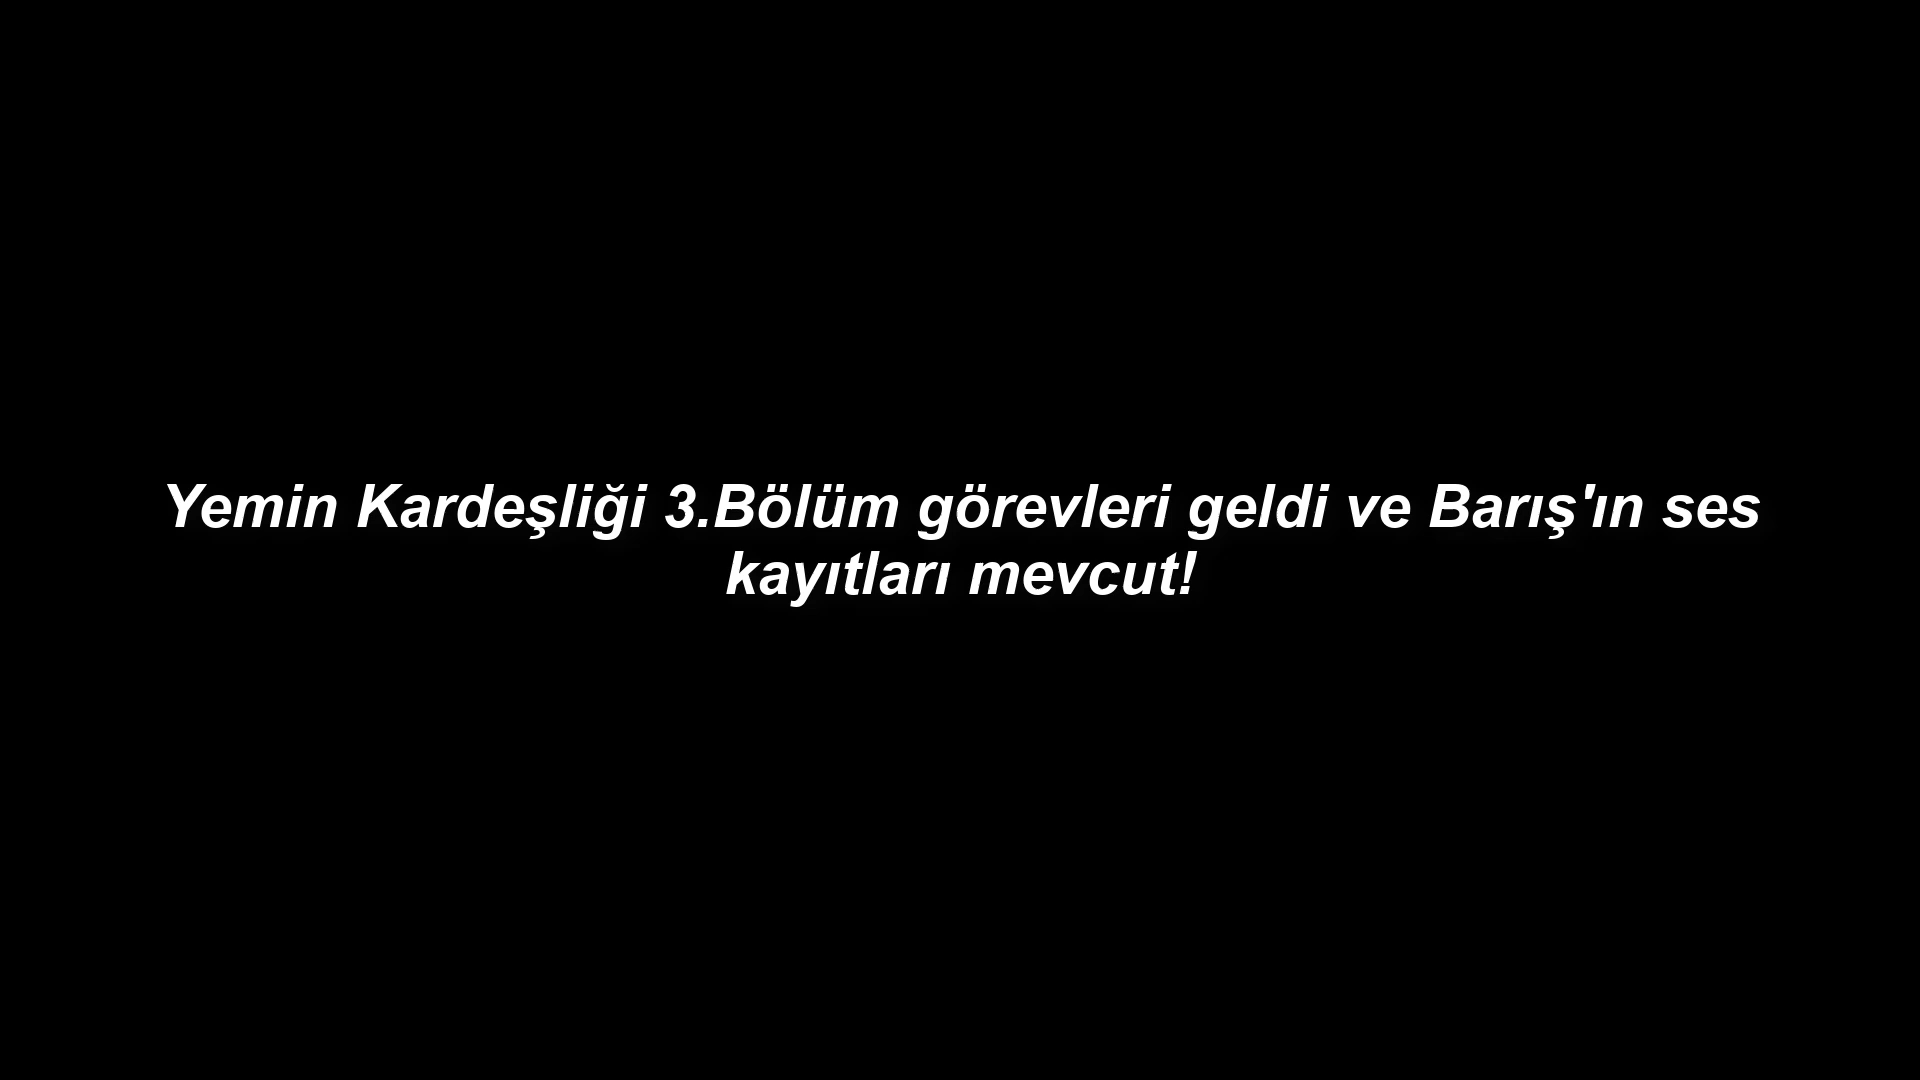 Yemin Kardeşliği 3.Bölüm görevleri geldi ve Barış'ın ses
kayıtları mevcut!